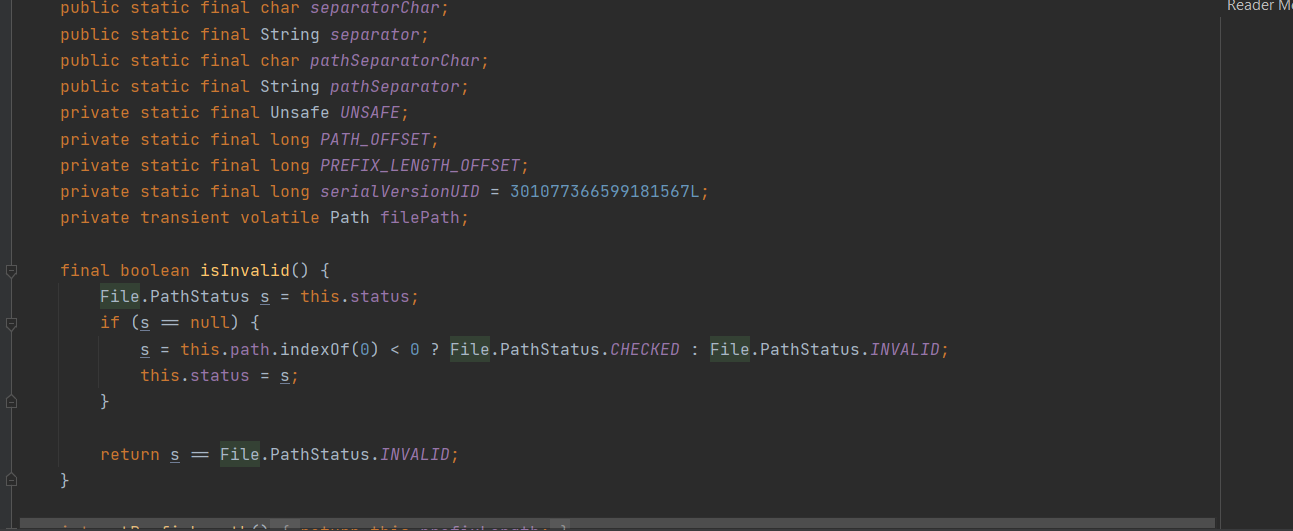 Reader M
public static final char separatorChar;
public static final String separator;
public static final char pathSeparatorChar;
public static final String pathSeparator;
private static final Unsafe UNSAFE;
private static final long PATH_OFFSET;
private static final long PREFIX_LENGTH_OFFSET;
private static final long serialVersionUID = 301077366599181567L;
private transient volatile Path filePath;
final boolean isInvalid() {
File.PathStatus s = this.status;
if (s == null) {
s = this.path.indexOf(0) < 0 ? File.PathStatus.CHECKED : File.PathStatus.INVALID;
this.status = s;
}
return s == File.PathStatus.INVALID;
}